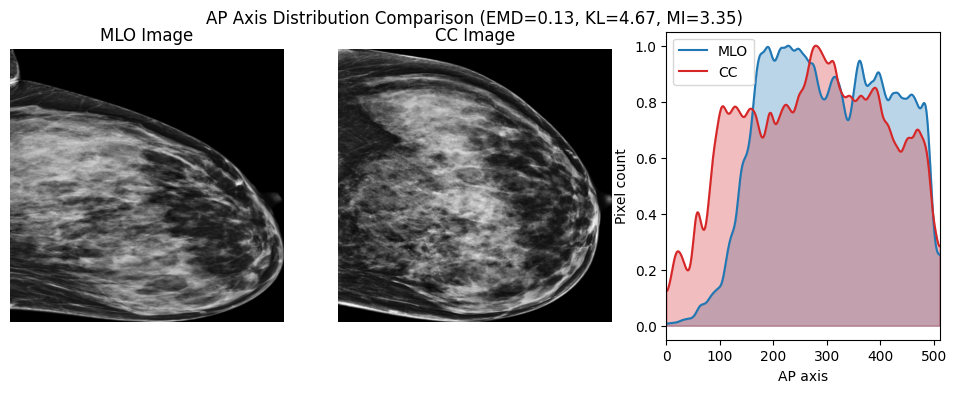 AP Axis Distribution Comparison (EMD=0.13, KL=4.67, MI=3.35)
MLO Image
CC Image
MLO
CC
Pixel count
1.0
0.8
0.6
0.4
0.2
0.0
0 100 200 300 400 500
AP axis